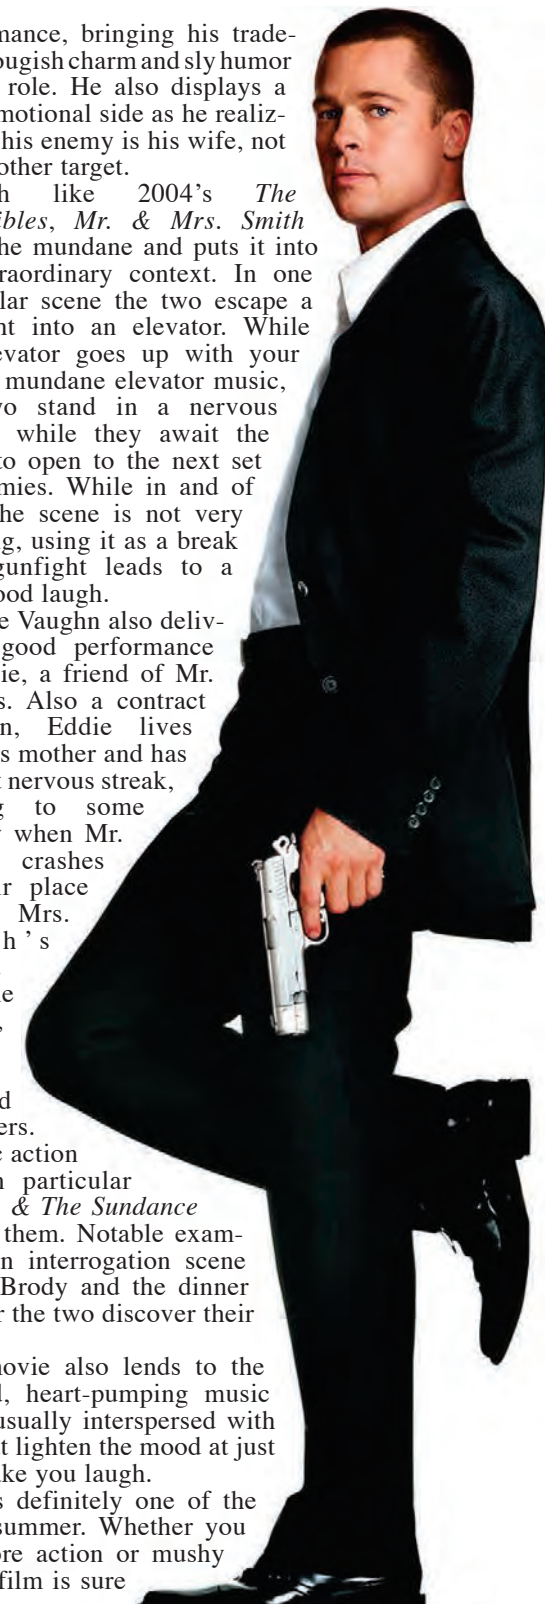 mance, bringing his trade-
ougish charm and sly humor
role. He also displays a
motional side as he realiz-
his enemy is his wife, not
other target.
h like 2004's The
ibles, Mr. & Mrs. Smith
he mundane and puts it into
raordinary context. In one
lar scene the two escape a
nt into an elevator. While
evator goes up with your
mundane elevator music,
vo stand in a nervous
while they await the
to open to the next set
mies. While in and of
he scene is not very
ng, using it as a break
gunfight leads to a
ood laugh.
e Vaughn also deliv-
good performance
ie, a friend of Mr.
s. Also a contract
n, Eddie lives
s mother and has
t nervous streak,
g to some
y when Mr.
crashes
ir place
Mrs.
h's
le
,
d
ers.
c action
n particular
& The Sundance
them. Notable exam-
n interrogation scene
Brody and the dinner
r the two discover their
movie also lends to the
l, heart-pumping music
usually interspersed with
t lighten the mood at just
ake you laugh.
s definitely one of the
summer. Whether you
ore action or mushy
film is sure